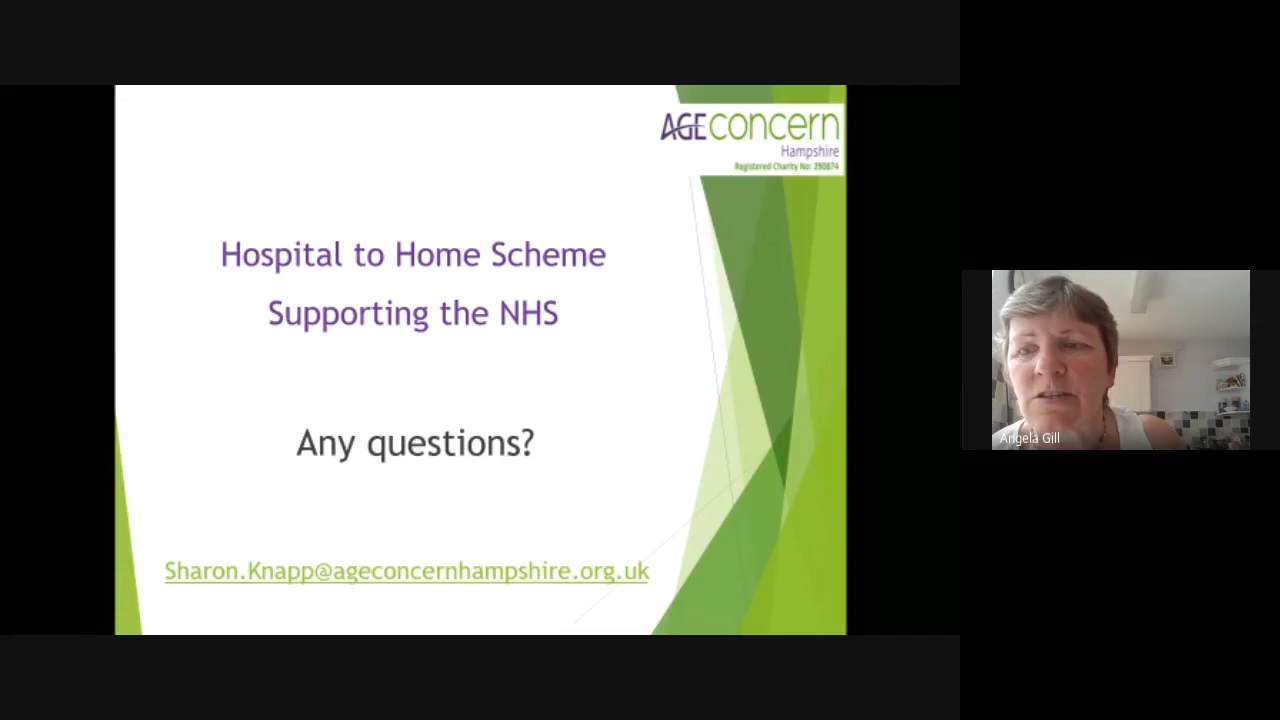 AGEconcern
Hampshire
Registered Charity No: 290874
Hospital to Home Scheme
Supporting the NHS
Any questions?
Sharon.Knapp@ageconcernhampshire.org.uk
Angela Gill